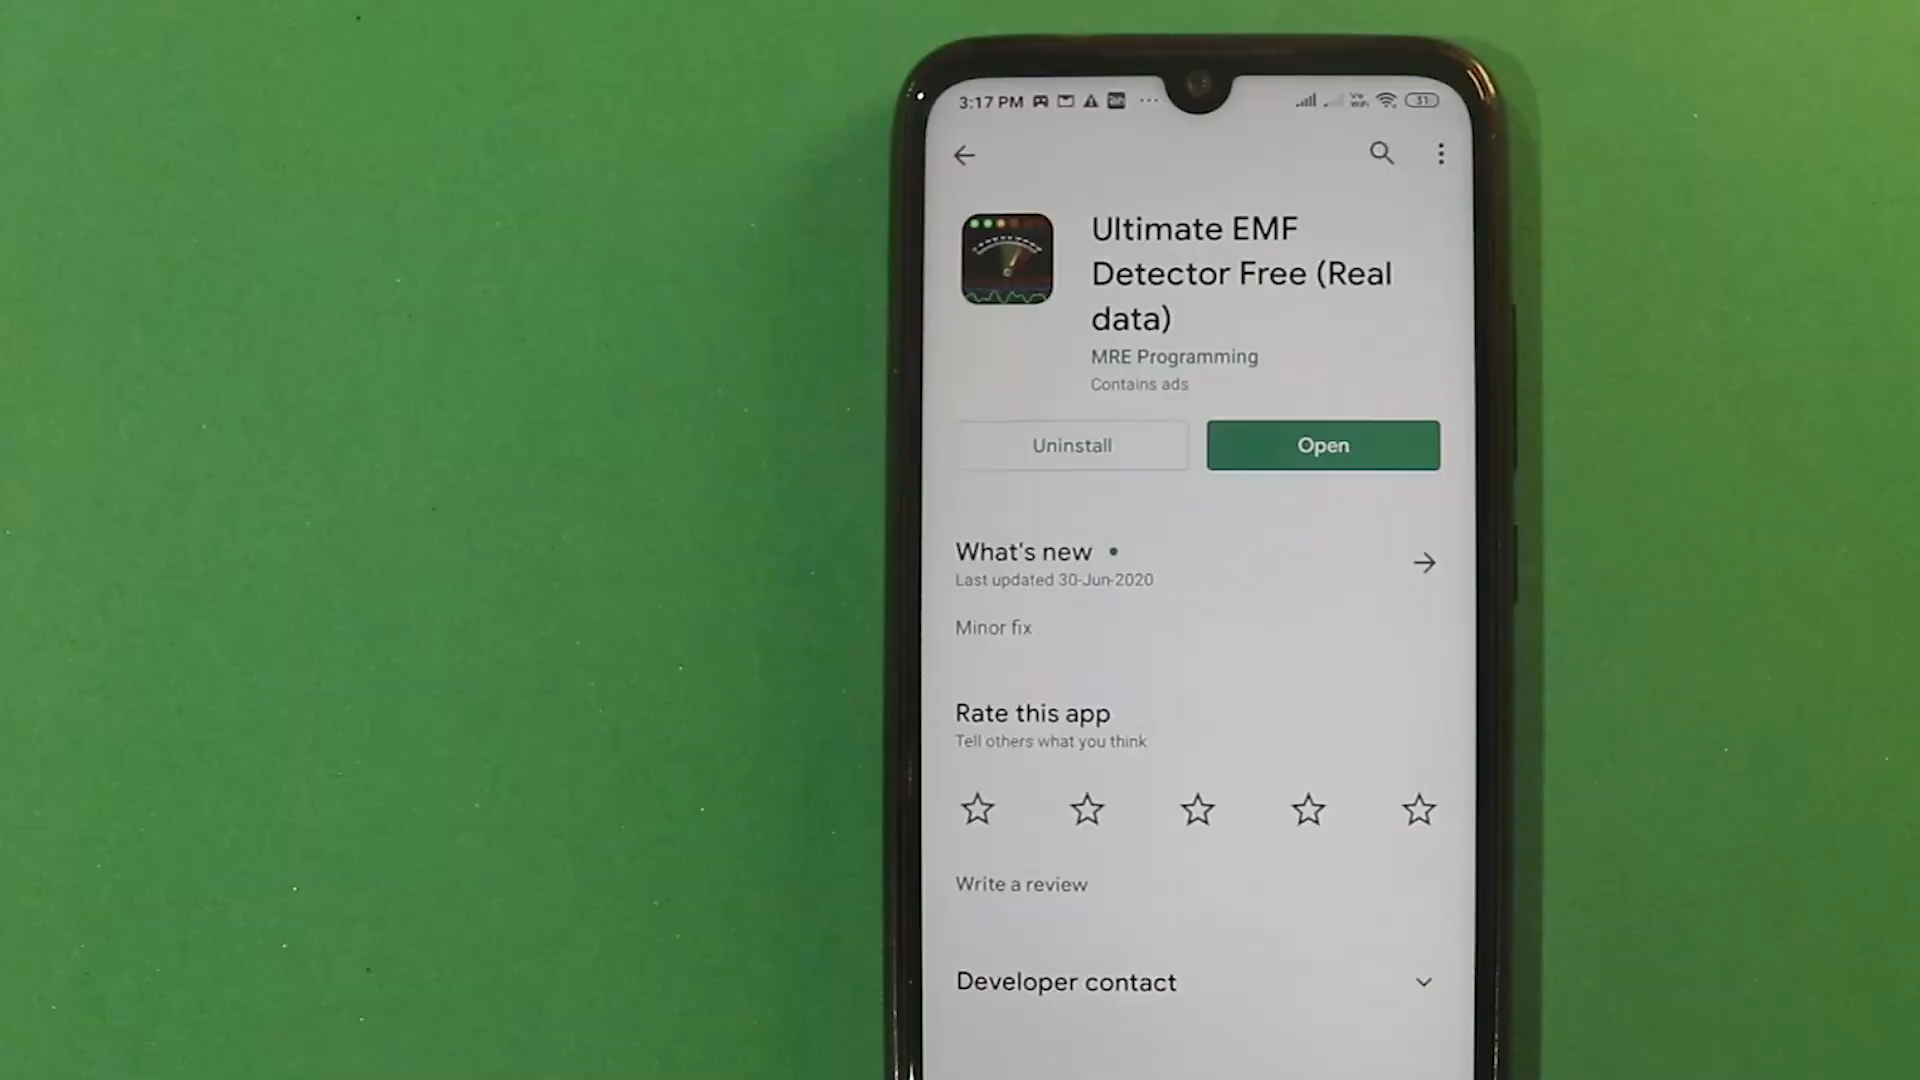 3:17 PM
31
Ultimate EMF
Detector Free (Real
data)
MRE Programming
Contains ads
Uninstall
Open
What's new •
Last updated 30-Jun-2020
Minor fix
Rate this app
Tell others what you think
Write a review
Developer contact